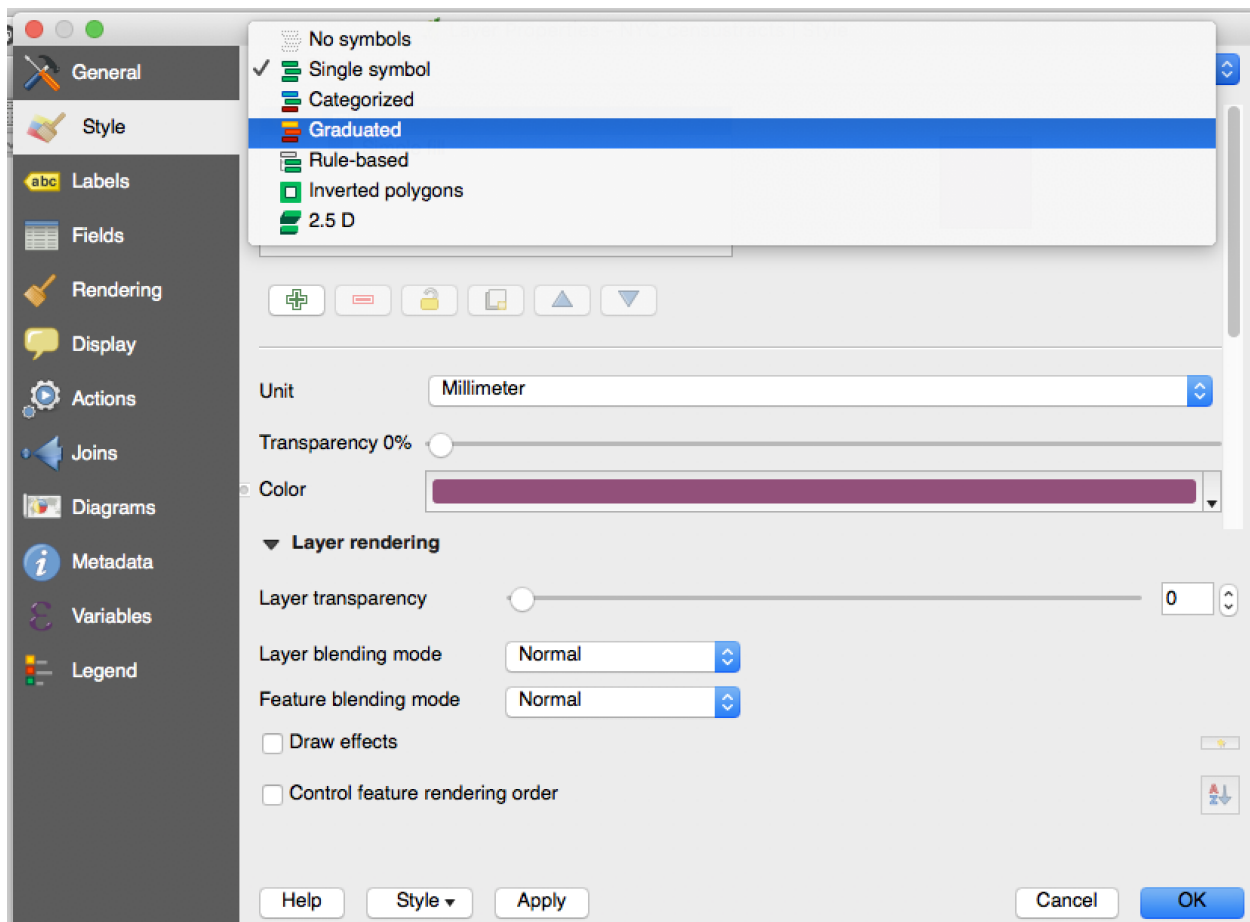 No symbols
Single symbol
Categorized
Graduated
Rule-based
Inverted polygons
2.5 D
General
Style
abc Labels
Fields
Rendering
Display
Actions
Joins
Diagrams
Metadata
Variables
Legend
Unit
Millimeter
Transparency 0%
Color
Layer rendering
Layer transparency
0
Layer blending mode
Normal
Feature blending mode
Normal
Draw effects
Control feature rendering order
A
Z
Help
Style
Apply
Cancel
OK